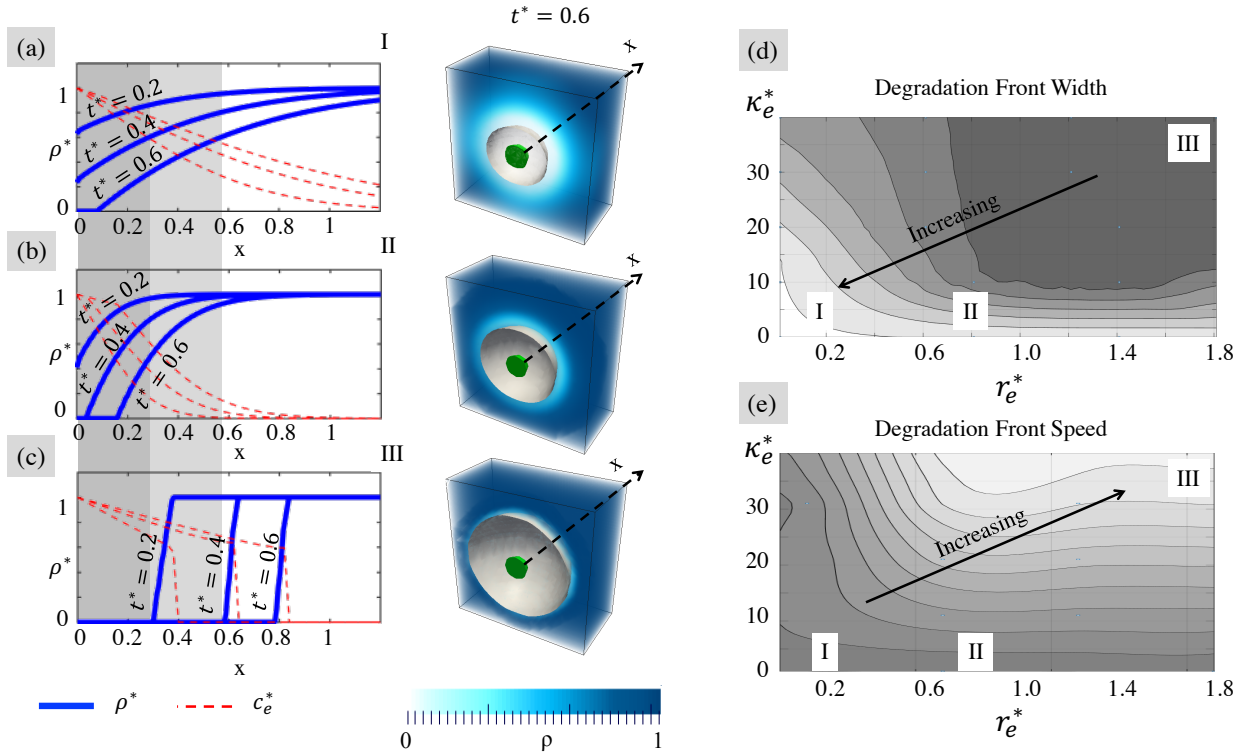 (a)
I
1
ρ*
0
t* = 0.2
t* = 0.4
t* = 0.6
0 0.2 0.4 0.6 0.8 1
x
(b)
II
1
ρ*
0
t* = 0.2
t* = 0.4
t* = 0.6
0 0.2 0.4 0.6 0.8 1
x
(c)
III
1
ρ*
0
t* = 0.2
t* = 0.4
t* = 0.6
0 0.2 0.4 0.6 0.8 1
x
ρ* c_e^*
t* = 0.6
x
x
x
0 ρ 1
(d)
Degradation Front Width
κ_e^*
30
20
10
0
III
Increasing
I
II
0.2 0.6 1.0 1.4 1.8
r_e^*
(e)
Degradation Front Speed
κ_e^*
30
20
10
0
III
Increasing
I
II
0.2 0.6 1.0 1.4 1.8
r_e^*